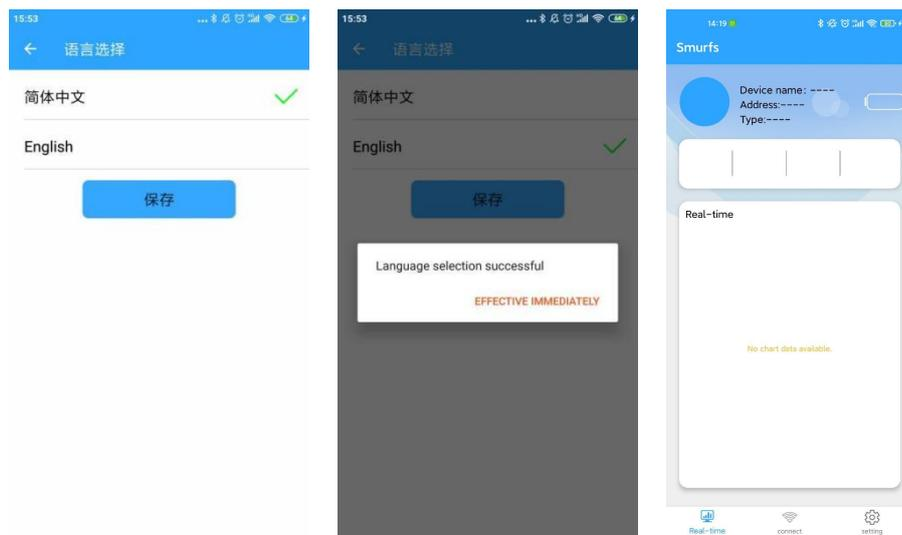 15:53
语言选择
简体中文
English
保存
15:53
语言选择
简体中文
English
保存
Language selection successful
EFFECTIVE IMMEDIATELY
14:19
Smurfs
Device name: ----
Address:----
Type:----
Real-time
No chart data available.
Real-time
connect
setting